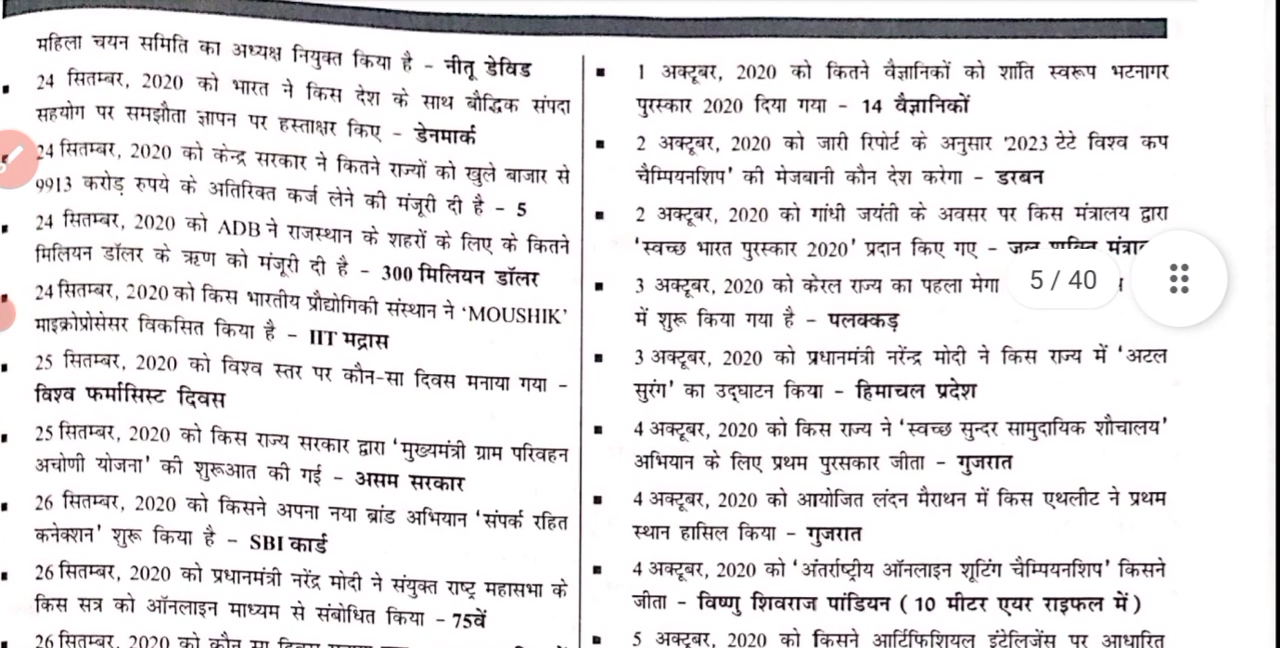 महिला चयन समिति का अध्यक्ष नियुक्त किया है – नीतू डेविड
24 सितम्बर, 2020 को भारत ने किस देश के साथ बौद्धिक संपदा
सहयोग पर समझौता ज्ञापन पर हस्ताक्षर किए – डेनमार्क
24 सितम्बर, 2020 को केन्द्र सरकार ने कितने राज्यों को खुले बाजार से
9913 करोड़ रुपये के अतिरिक्त कर्ज लेने की मंजूरी दी है – 5
24 सितम्बर, 2020 को ADB ने राजस्थान के शहरों के लिए के कितने
मिलियन डॉलर के ऋण को मंजूरी दी है – 300 मिलियन डॉलर
24 सितम्बर, 2020 को किस भारतीय प्रौद्योगिकी संस्थान ने ‘MOUSHIK’
माइक्रोप्रोसेसर विकसित किया है – IIT मद्रास
25 सितम्बर, 2020 को विश्व स्तर पर कौन-सा दिवस मनाया गया –
विश्व फर्मासिस्ट दिवस
25 सितम्बर, 2020 को किस राज्य सरकार द्वारा ‘मुख्यमंत्री ग्राम परिवहन
अचोणी योजना’ की शुरूआत की गई – असम सरकार
26 सितम्बर, 2020 को किसने अपना नया ब्रांड अभियान ‘संपर्क रहित
कनेक्शन’ शुरू किया है – SBI कार्ड
26 सितम्बर, 2020 को प्रधानमंत्री नरेंद्र मोदी ने संयुक्त राष्ट्र महासभा के
किस सत्र को ऑनलाइन माध्यम से संबोधित किया – 75वें
26 सितम्बर, 2020 को कौन सा दिवस
1 अक्टूबर, 2020 को कितने वैज्ञानिकों को शांति स्वरूप भटनागर
पुरस्कार 2020 दिया गया – 14 वैज्ञानिकों
2 अक्टूबर, 2020 को जारी रिपोर्ट के अनुसार '2023 टेटे विश्व कप
चैम्पियनशिप' की मेजबानी कौन देश करेगा – डरबन
2 अक्टूबर, 2020 को गांधी जयंती के अवसर पर किस मंत्रालय द्वारा
‘स्वच्छ भारत पुरस्कार 2020’ प्रदान किए गए – जल शक्ति
3 अक्टूबर, 2020 को केरल राज्य का पहला मेगा
5 / 40
में शुरू किया गया है – पलक्कड़
3 अक्टूबर, 2020 को प्रधानमंत्री नरेंद्र मोदी ने किस राज्य में ‘अटल
सुरंग’ का उद्घाटन किया – हिमाचल प्रदेश
4 अक्टूबर, 2020 को किस राज्य ने ‘स्वच्छ सुन्दर सामुदायिक शौचालय’
अभियान के लिए प्रथम पुरसकार जीता – गुजरात
4 अक्टूबर, 2020 को आयोजित लंदन मैराथन में किस एथलीट ने प्रथम
स्थान हासिल किया – गुजरात
4 अक्टूबर, 2020 को ‘अंतर्राष्ट्रीय ऑनलाइन शूटिंग चैम्पियनशिप’ किसने
जीता – विष्णु शिवराज पांडियन ( 10 मीटर एयर राइफल में )
5 अक्टूबर, 2020 को किसने आर्टिफिशियल इंटेलिजेंस पर आधारित